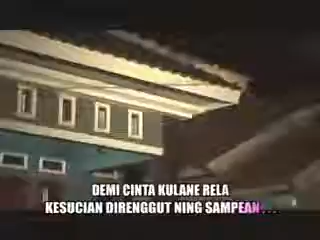 DEMI CINTA KULANE RELA
KESUCIAN DIRENGGUT NING SAMPEAN . . .